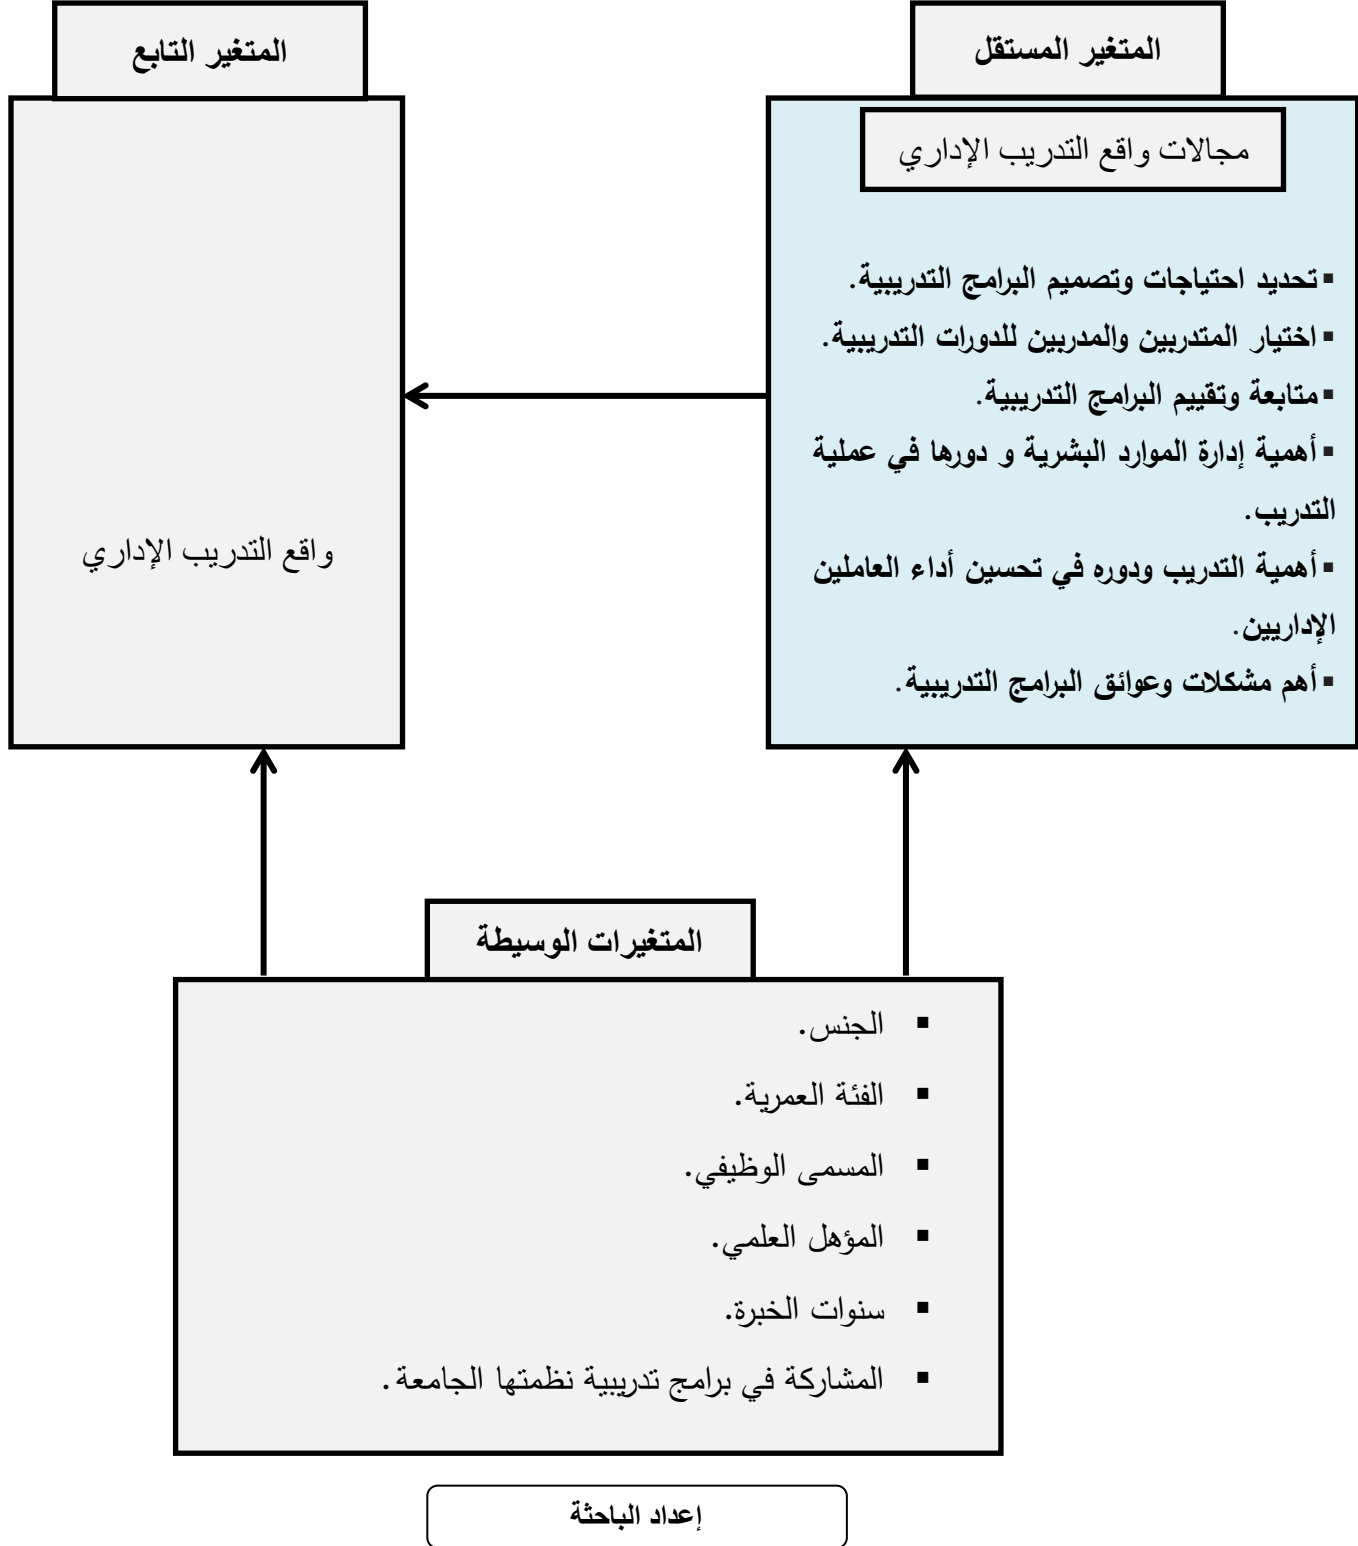 المتغير المستقل
مجالات واقع التدريب الإداري
▪ تحديد احتياجات وتصميم البرامج التدريبية.
▪ اختيار المتدربين والمدربين للدورات التدريبية.
▪ متابعة وتقييم البرامج التدريبية.
▪ أهمية إدارة الموارد البشرية و دورها في عملية
التدريب.
▪ أهمية التدريب ودوره في تحسين أداء العاملين
الإداريين.
▪ أهم مشكلات وعوائق البرامج التدريبية.
المتغير التابع
واقع التدريب الإداري
المتغيرات الوسيطة
▪ الجنس.
▪ الفئة العمرية.
▪ المسمى الوظيفي.
▪ المؤهل العلمي.
▪ سنوات الخبرة.
▪ المشاركة في برامج تدريبية نظمتها الجامعة.
إعداد الباحثة